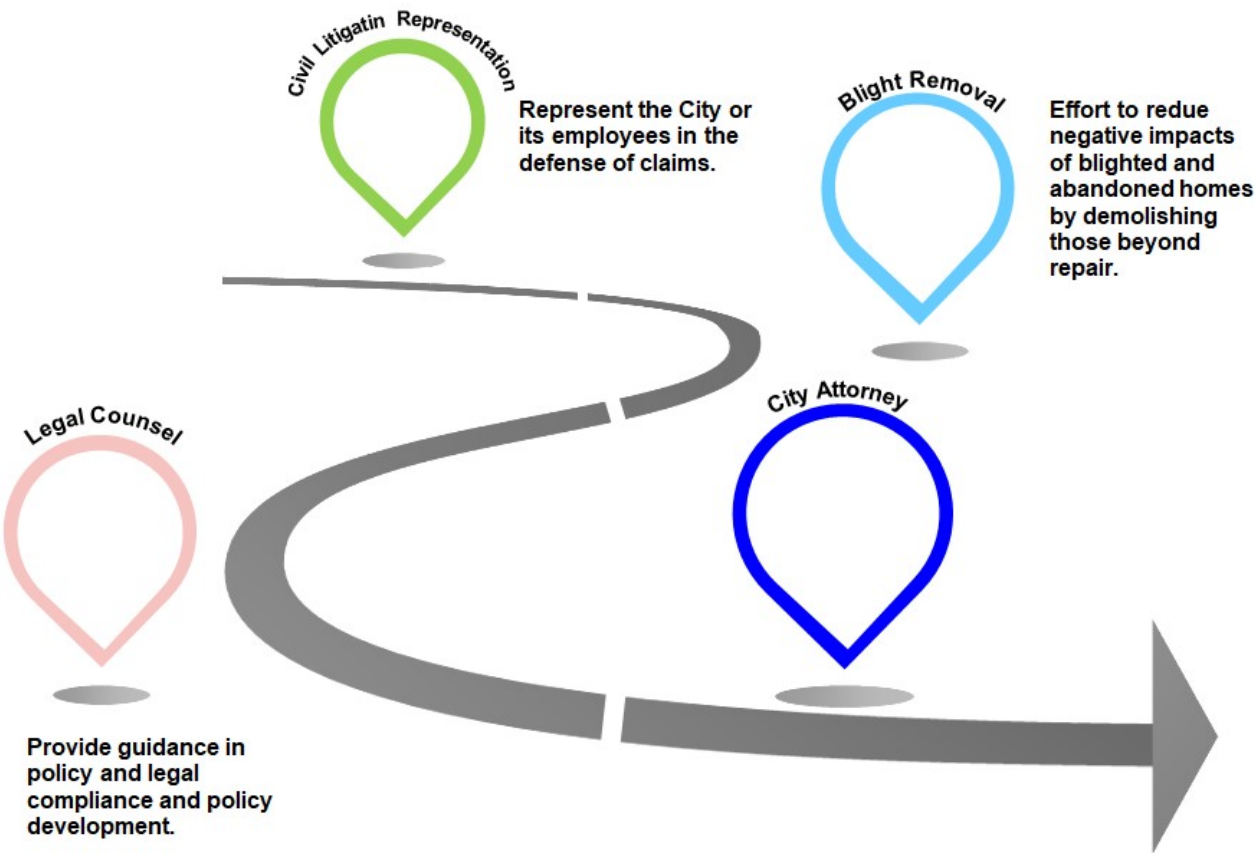 Civil Litigatin Representation
Represent the City or
its employees in the
defense of claims.
Blight Removal
Effort to redue
negative impacts
of blighted and
abandoned homes
by demolishing
those beyond
repair.
Legal Counsel
Provide guidance in
policy and legal
compliance and policy
development.
City Attorney